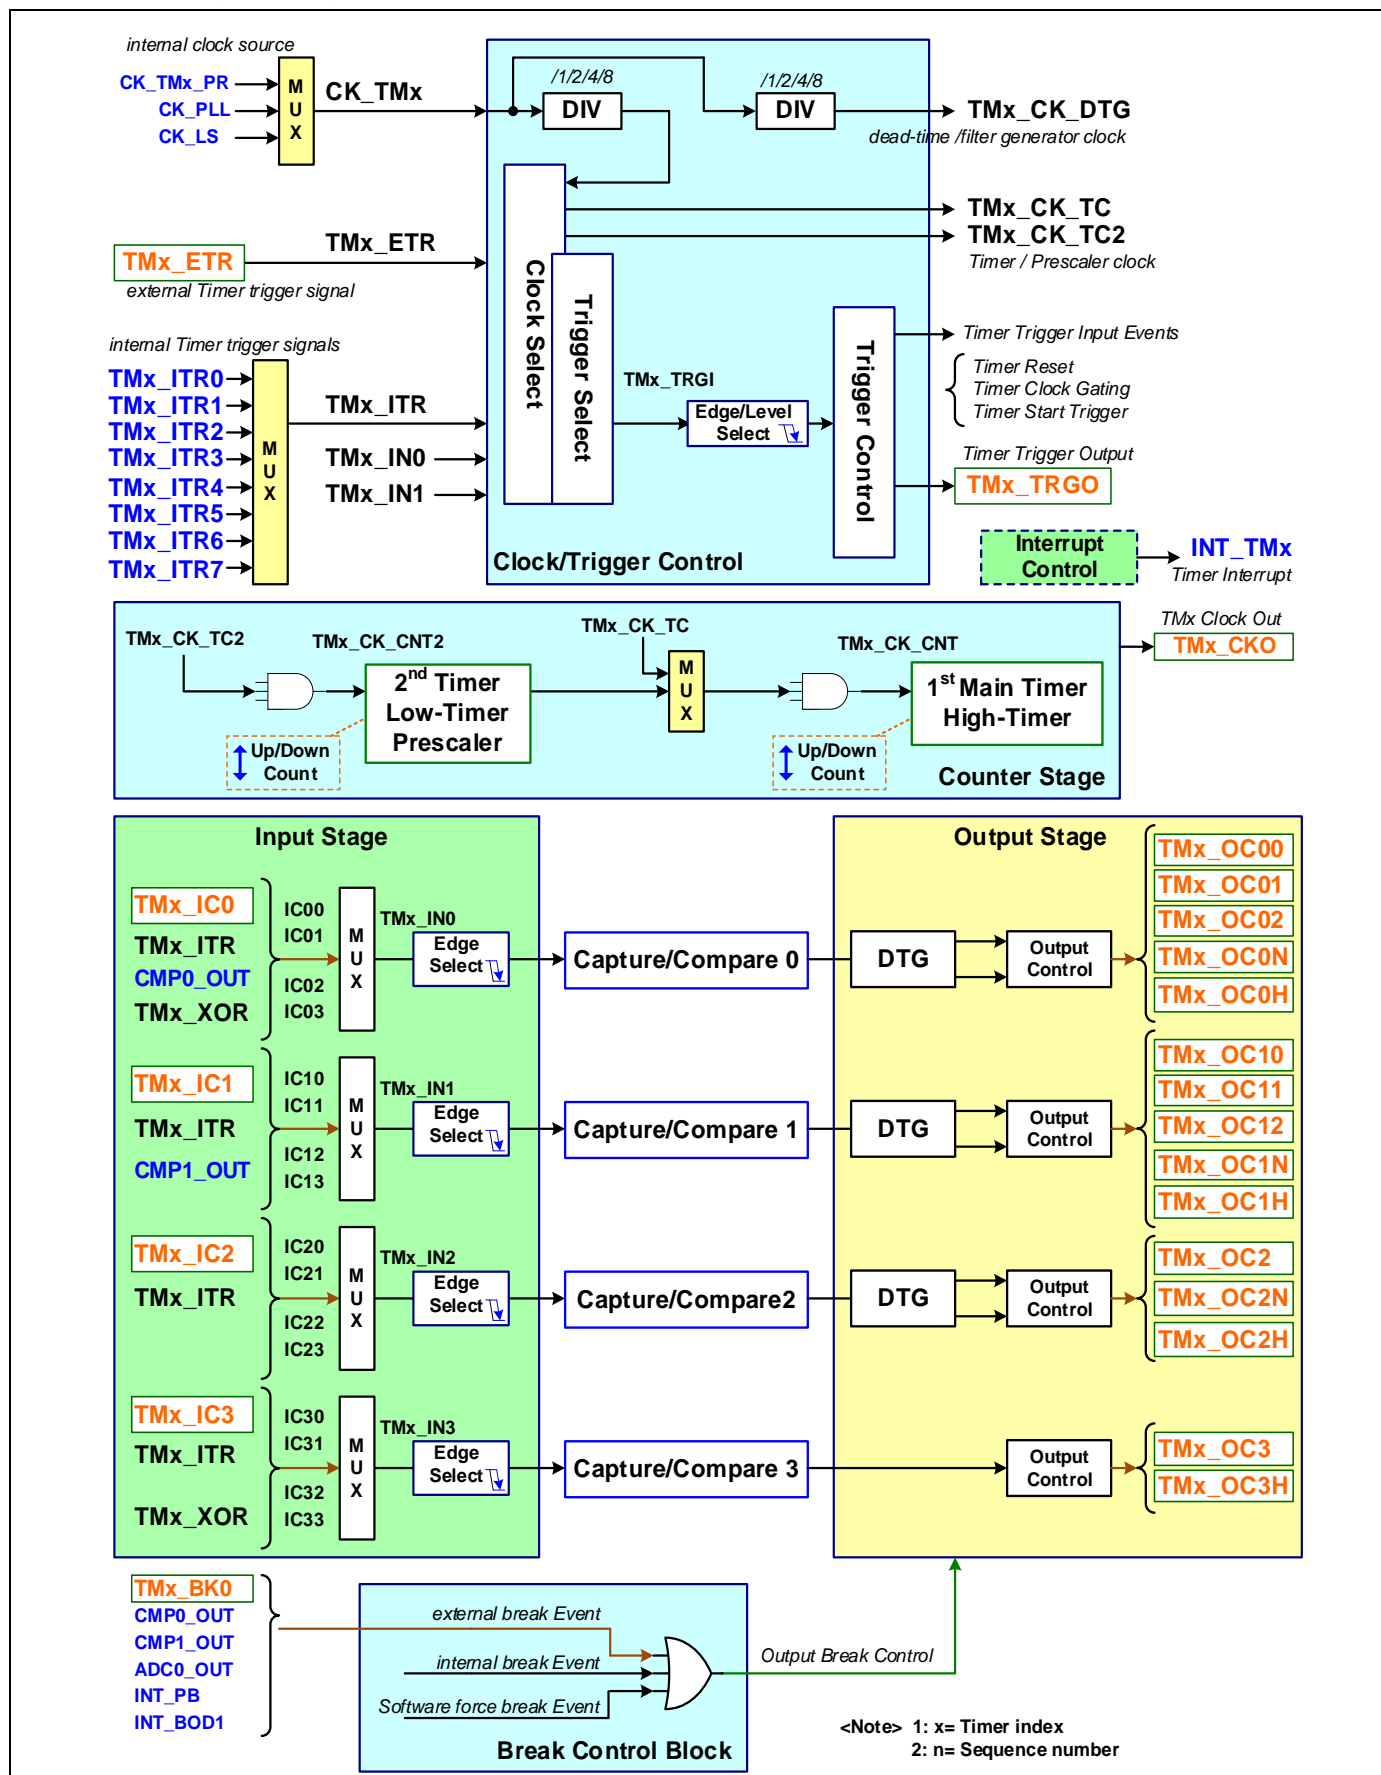 internal clock source
CK_TMx_PR
CK_PLL
CK_LS
M
U
X
CK_TMx
/1/2/4/8
DIV
/1/2/4/8
DIV
TMx_CK_DTG
dead-time /filter generator clock
TMx_CK_TC
TMx_CK_TC2
Timer / Prescaler clock
TMx_ETR
TMx_ETR
external Timer trigger signal
Clock Select
Trigger Select
internal Timer trigger signals
TMx_ITR0
TMx_ITR1
TMx_ITR2
TMx_ITR3
TMx_ITR4
TMx_ITR5
TMx_ITR6
TMx_ITR7
M
U
X
TMx_ITR
TMx_IN0
TMx_IN1
TMx_TRGI
Edge/Level
Select
Trigger Control
Timer Trigger Input Events
Timer Reset
Timer Clock Gating
Timer Start Trigger
Timer Trigger Output
TMx_TRGO
Clock/Trigger Control
Interrupt
Control
INT_TMx
Timer Interrupt
TMx_CK_TC2
TMx_CK_CNT2
2nd Timer
Low-Timer
Prescaler
Up/Down
Count
TMx_CK_TC
M
U
X
TMx_CK_CNT
1st Main Timer
High-Timer
Up/Down
Count
Counter Stage
TMx Clock Out
TMx_CKO
Input Stage
Output Stage
TMx_IC0
TMx_ITR
CMP0_OUT
TMx_XOR
IC00
IC01
IC02
IC03
M
U
X
TMx_IN0
Edge
Select
Capture/Compare 0
DTG
Output
Control
TMx_OC00
TMx_OC01
TMx_OC02
TMx_OC0N
TMx_OC0H
TMx_IC1
TMx_ITR
CMP1_OUT
IC10
IC11
IC12
IC13
M
U
X
TMx_IN1
Edge
Select
Capture/Compare 1
DTG
Output
Control
TMx_OC10
TMx_OC11
TMx_OC12
TMx_OC1N
TMx_OC1H
TMx_IC2
TMx_ITR
IC20
IC21
IC22
IC23
M
U
X
TMx_IN2
Edge
Select
Capture/Compare2
DTG
Output
Control
TMx_OC2
TMx_OC2N
TMx_OC2H
TMx_IC3
TMx_ITR
TMx_XOR
IC30
IC31
IC32
IC33
M
U
X
TMx_IN3
Edge
Select
Capture/Compare 3
Output
Control
TMx_OC3
TMx_OC3H
TMx_BK0
CMP0_OUT
CMP1_OUT
ADC0_OUT
INT_PB
INT_BOD1
external break Event
internal break Event
Software force break Event
Break Control Block
Output Break Control
<Note> 1: x= Timer index
2: n= Sequence number